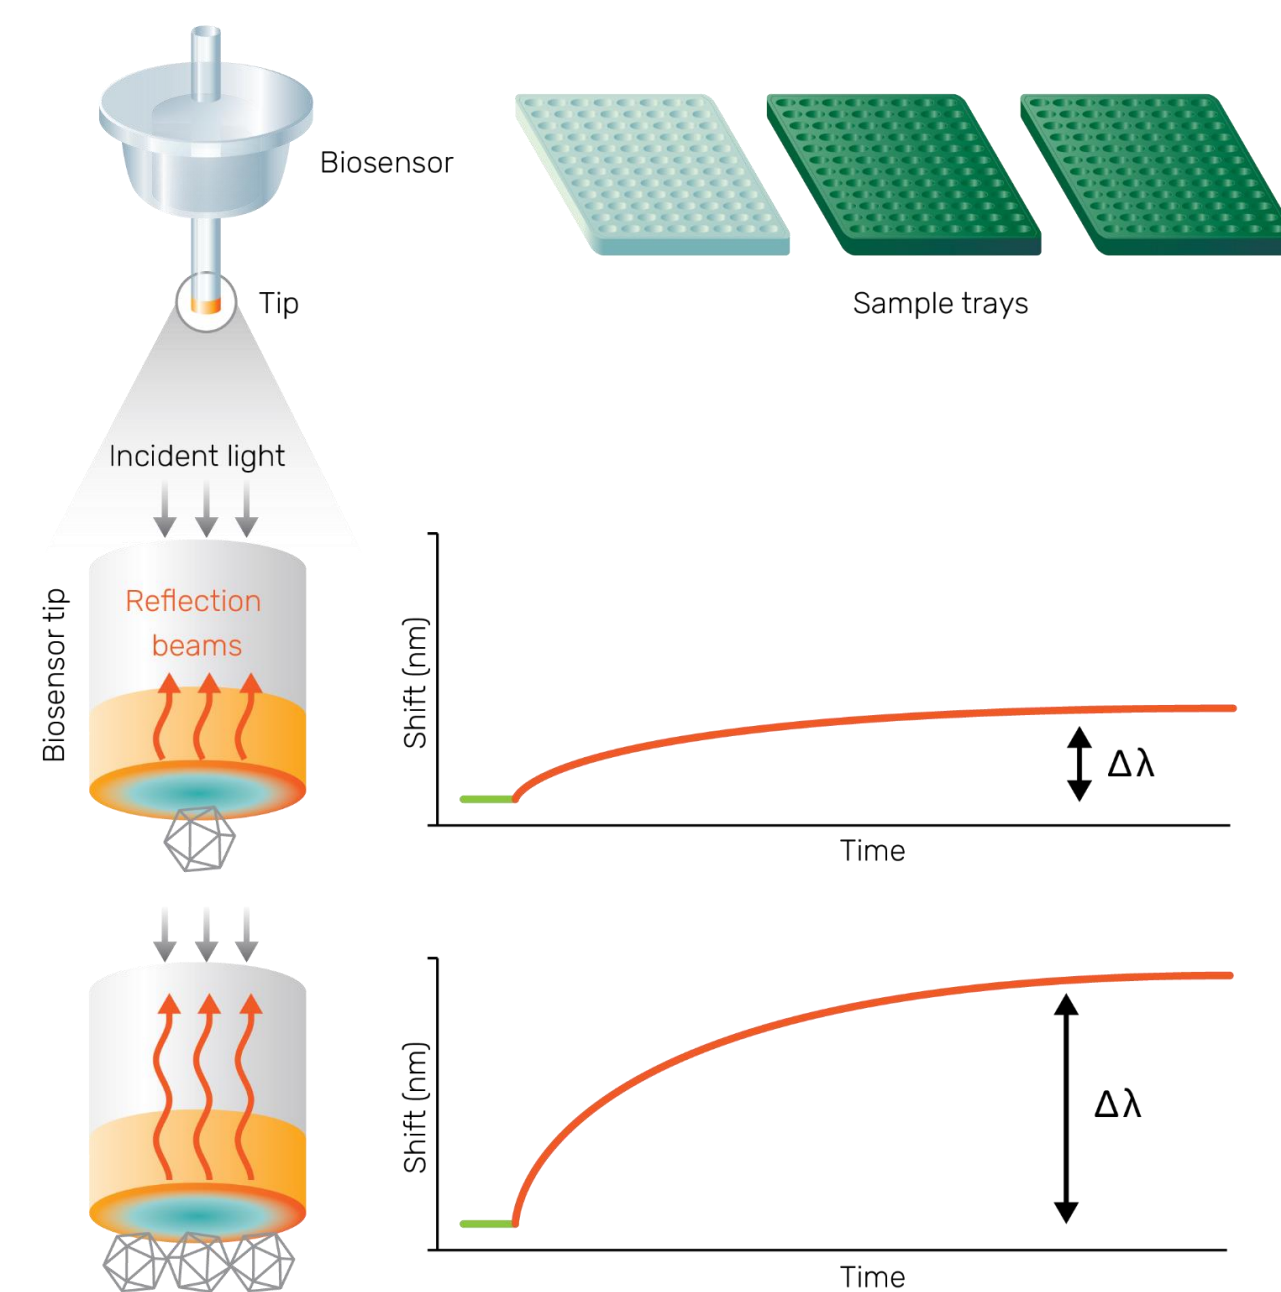 Biosensor
Tip
Sample trays
Incident light
Biosensor tip
Reflection
beams
Shift (nm)
Δλ
Time
Shift (nm)
Δλ
Time